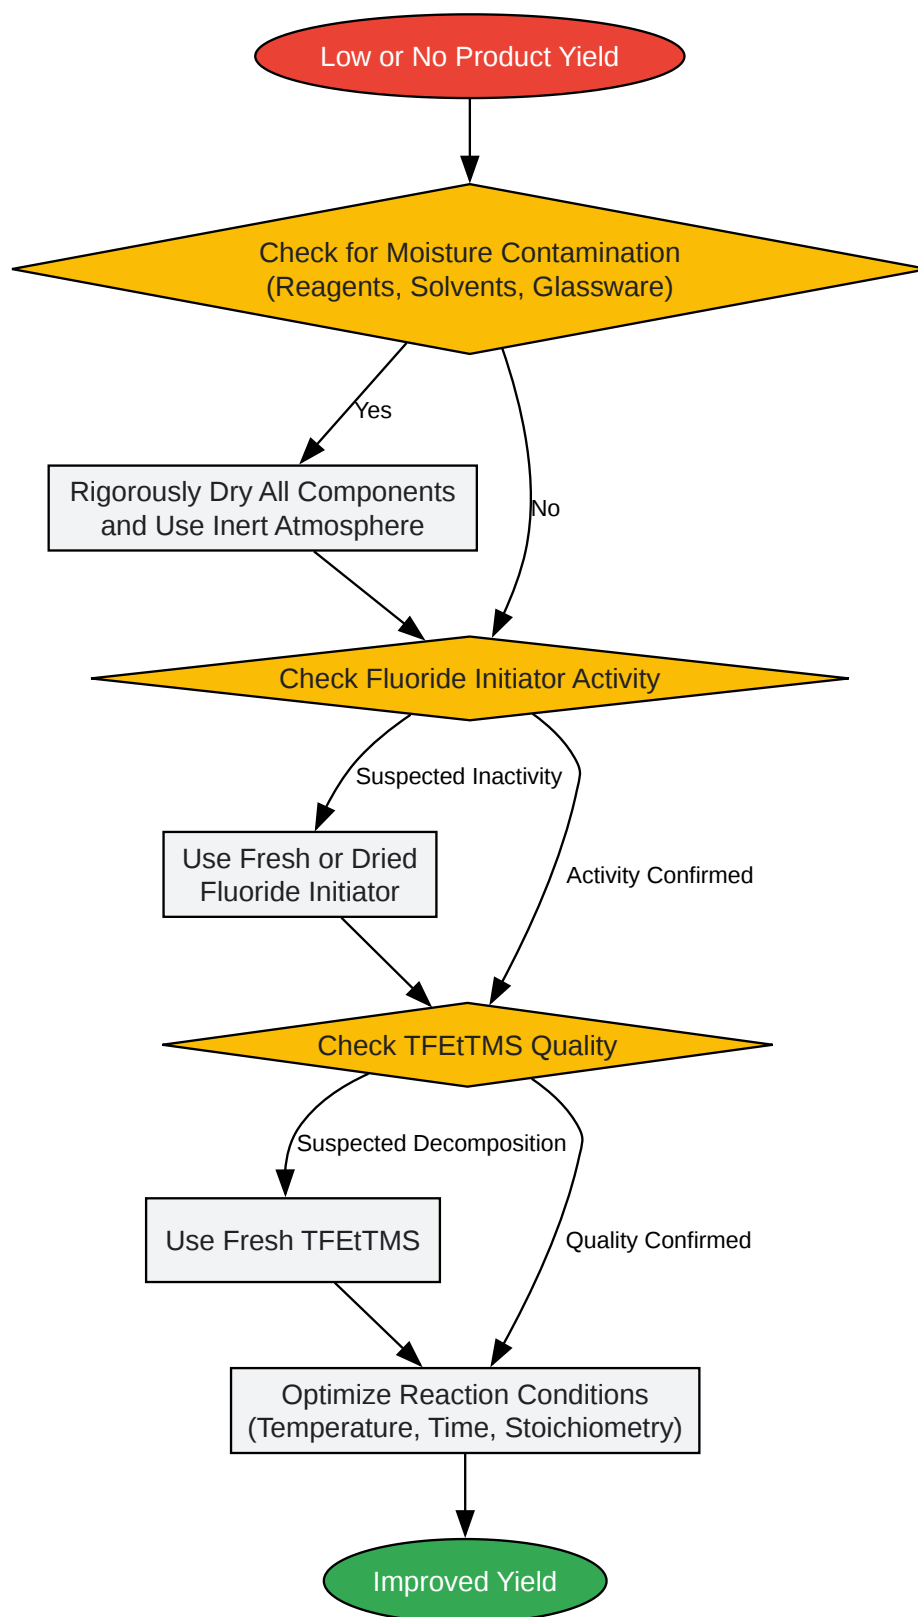 Low or No Product Yield
Check for Moisture Contamination
(Reagents, Solvents, Glassware)
Yes
Rigorously Dry All Components
and Use Inert Atmosphere
No
Check Fluoride Initiator Activity
Suspected Inactivity
Use Fresh or Dried
Fluoride Initiator
Activity Confirmed
Check TFEtTMS Quality
Suspected Decomposition
Use Fresh TFEtTMS
Quality Confirmed
Optimize Reaction Conditions
(Temperature, Time, Stoichiometry)
Improved Yield